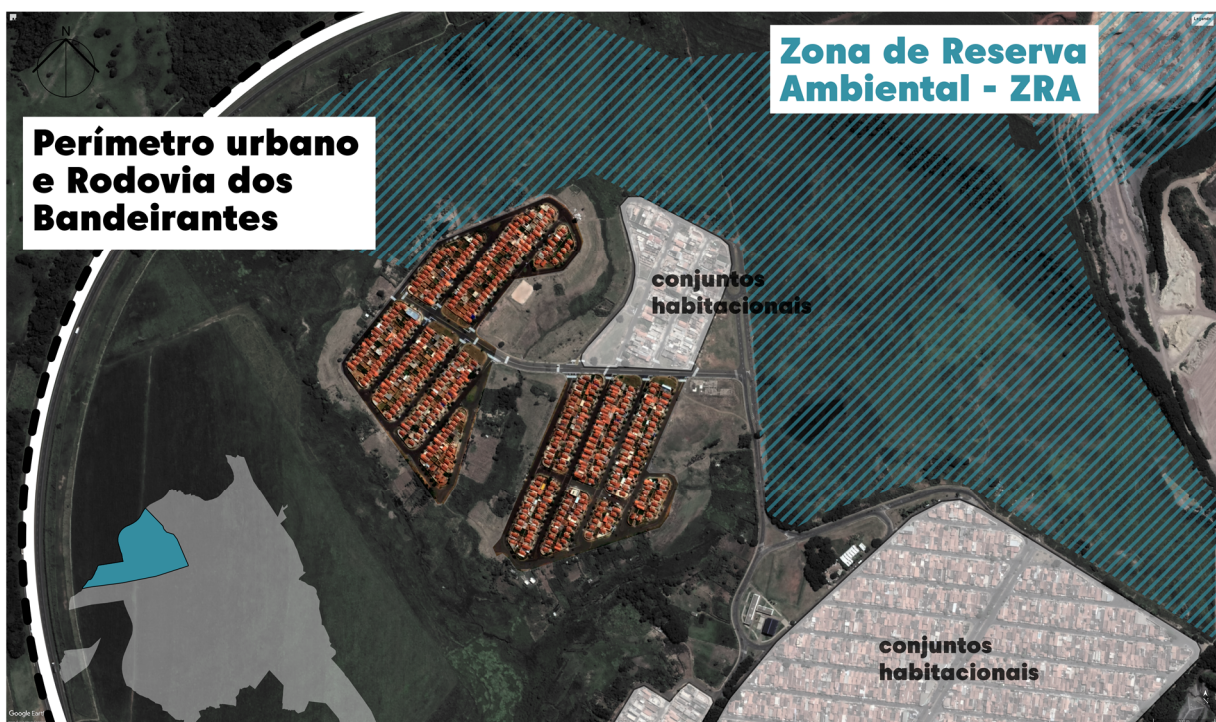 N
Zona de Reserva
Ambiental - ZRA
Perímetro urbano
e Rodovia dos
Bandeirantes
conjuntos
habitacionais
conjuntos
habitacionais
Google Earth